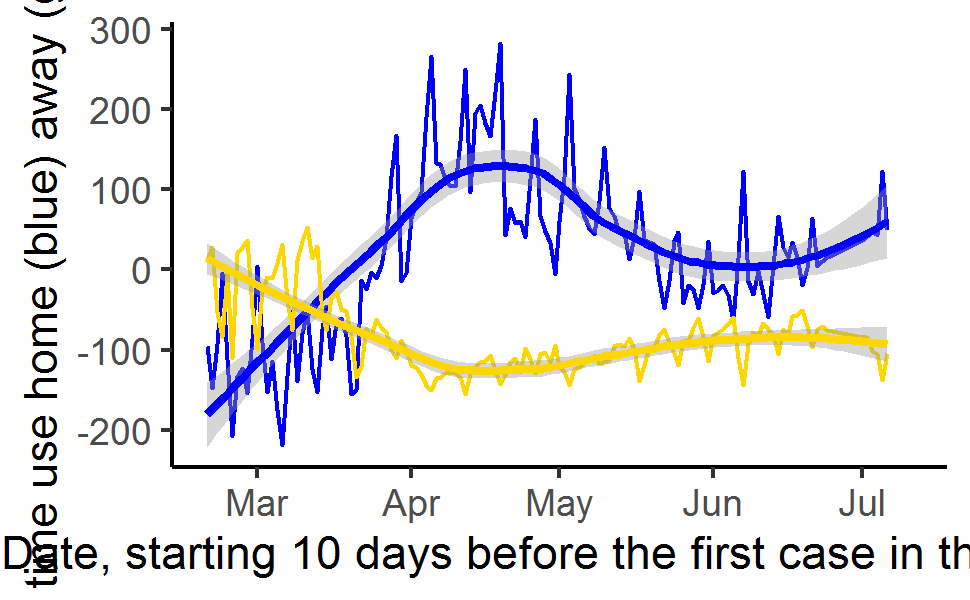 time use home (blue) away (g
300
200
100
0
-100
-200
Mar Apr May Jun Jul
Date, starting 10 days before the first case in th